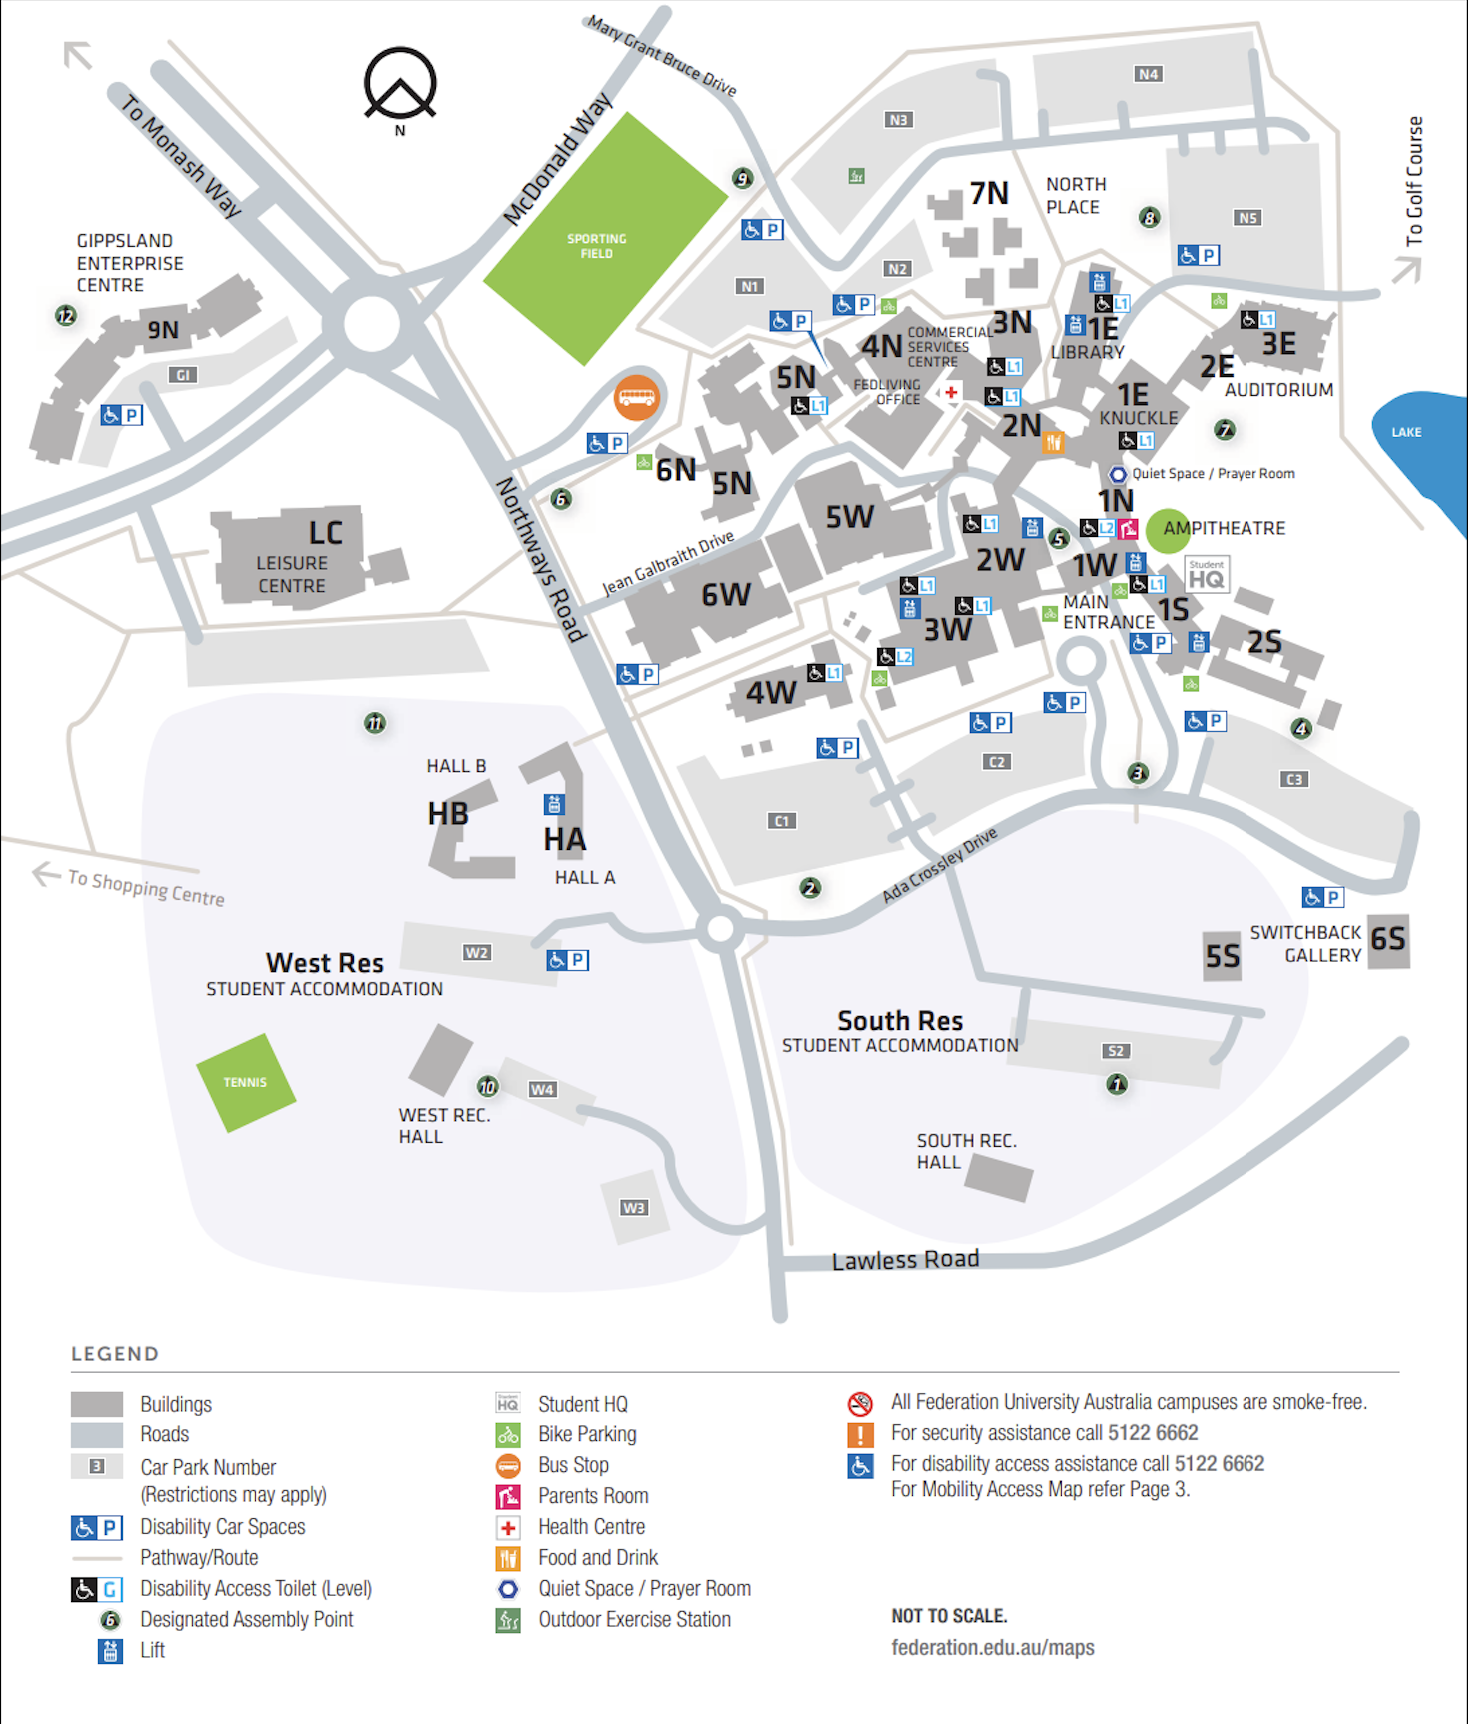 Mary Grant Bruce Drive
N
To Monash Way
McDonald Way
N4
N3
To Golf Course
9
7N
NORTH
PLACE
8
N5
SPORTING
FIELD
P
P
GIPPSLAND
ENTERPRISE
CENTRE
N2
N1
12
9N
P
P
L1
4N
COMMERCIAL
SERVICES
CENTRE
3N
1E
LIBRARY
L1
3E
GI
P
5N
L1
FEDLIVING
OFFICE
L1
L1
2E
AUDITORIUM
1E
KNUCKLE
2N
L1
7
LAKE
P
6N
5N
6
Quiet Space / Prayer Room
1N
Northways Road
LC
LEISURE
CENTRE
5W
L1
5
L2
AMPITHEATRE
Jean Galbraith Drive
2W
1W
Student
HQ
6W
L1
L1
L1
MAIN
ENTRANCE
1S
3W
P
2S
P
L2
4W
L1
P
11
P
P
4
P
HALL B
C2
3
C3
HB
HA
C1
HALL A
To Shopping Centre
2
Ada Crossley Drive
P
SWITCHBACK
GALLERY
6S
5S
W2
P
West Res
STUDENT ACCOMMODATION
South Res
STUDENT ACCOMMODATION
S2
1
TENNIS
10
W4
WEST REC.
HALL
SOUTH REC.
HALL
W3
Lawless Road
LEGEND
Buildings
Roads
3
Car Park Number
(Restrictions may apply)
P
Disability Car Spaces
Pathway/Route
G
Disability Access Toilet (Level)
6
Designated Assembly Point
Lift
Student
HQ
Student HQ
Bike Parking
Bus Stop
Parents Room
Health Centre
Food and Drink
Quiet Space / Prayer Room
Outdoor Exercise Station
All Federation University Australia campuses are smoke-free.
!
For security assistance call 5122 6662
For disability access assistance call 5122 6662
For Mobility Access Map refer Page 3.
NOT TO SCALE.
federation.edu.au/maps